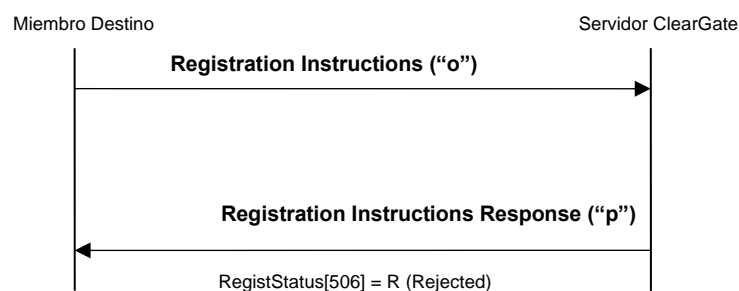 Miembro Destino
Servidor ClearGate
Registration Instructions (“o”)
Registration Instructions Response (“p”)
RegistStatus[506] = R (Rejected)